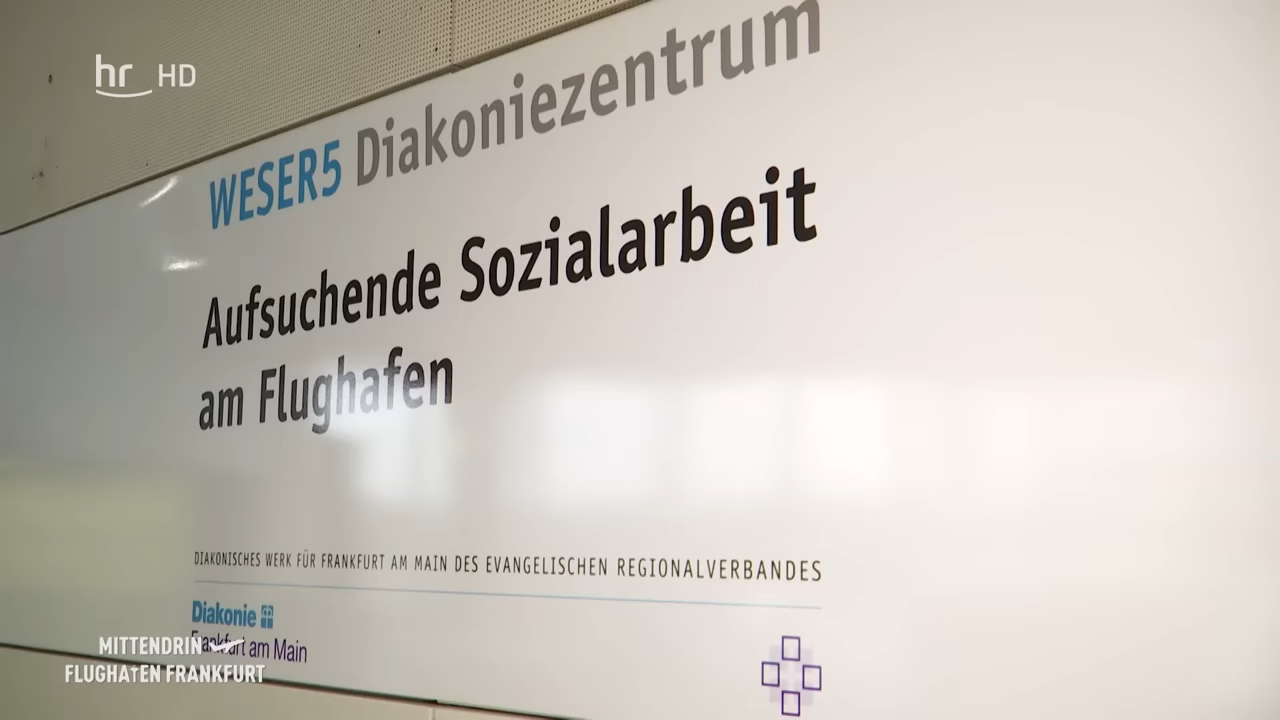 hr HD
WESER5 Diakoniezentrum
Aufsuchende Sozialarbeit
am Flughafen
DIAKONISCHES WERK FÜR FRANKFURT AM MAIN DES EVANGELISCHEN REGIONALVERBANDES
Diakonie
Frankfurt am Main
MITTENDRIN
FLUGHAFEN FRANKFURT